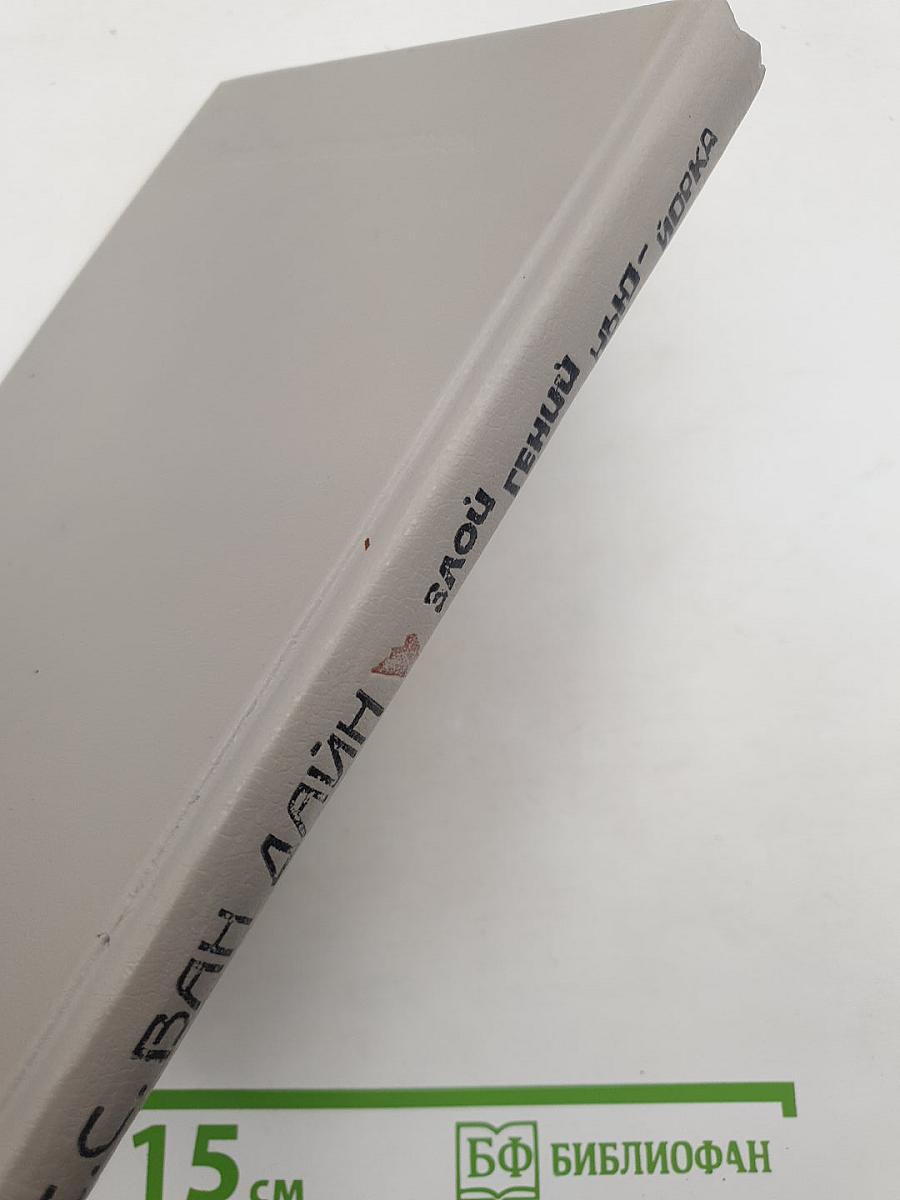 С. ВАН ДАЙН ЗЛОЙ ГЕНИЙ НЬЮ-ЙОРКА
15 см
БФ БИБЛИОФАН